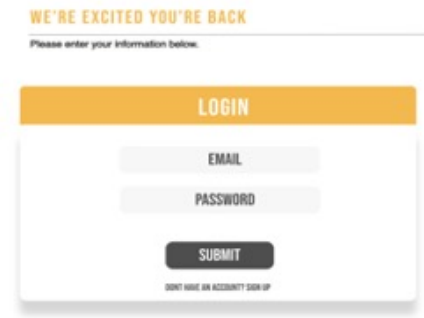 WE'RE EXCITED YOU'RE BACK
Please enter your information below.
LOGIN
EMAIL
PASSWORD
SUBMIT
DONT HAVE AN ACCOUNT? SIGN UP